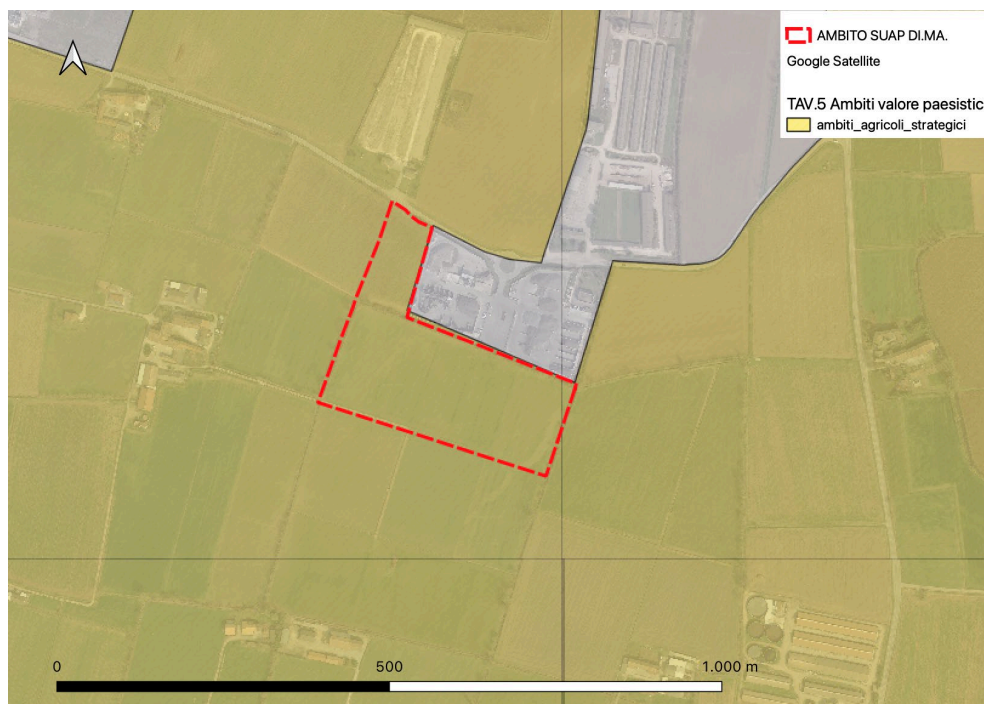 AMBITO SUAP DI.MA.
Google Satellite
TAV.5 Ambiti valore paesistic
ambiti_agricoli_strategici
0 500 1.000 m